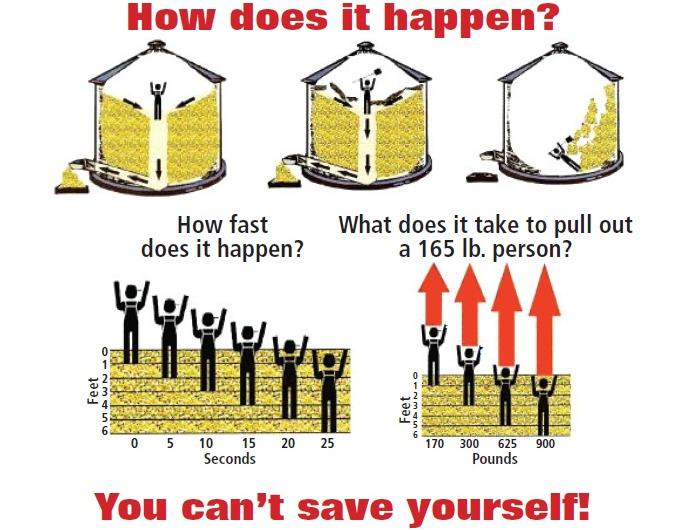 How does it happen?
How fast
does it happen?
What does it take to pull out
a 165 lb. person?
Feet
0
1
2
3
4
5
6
0 5 10 15 20 25
Seconds
Feet
0
1
2
3
4
5
6
170 300 625 900
Pounds
You can't save yourself!